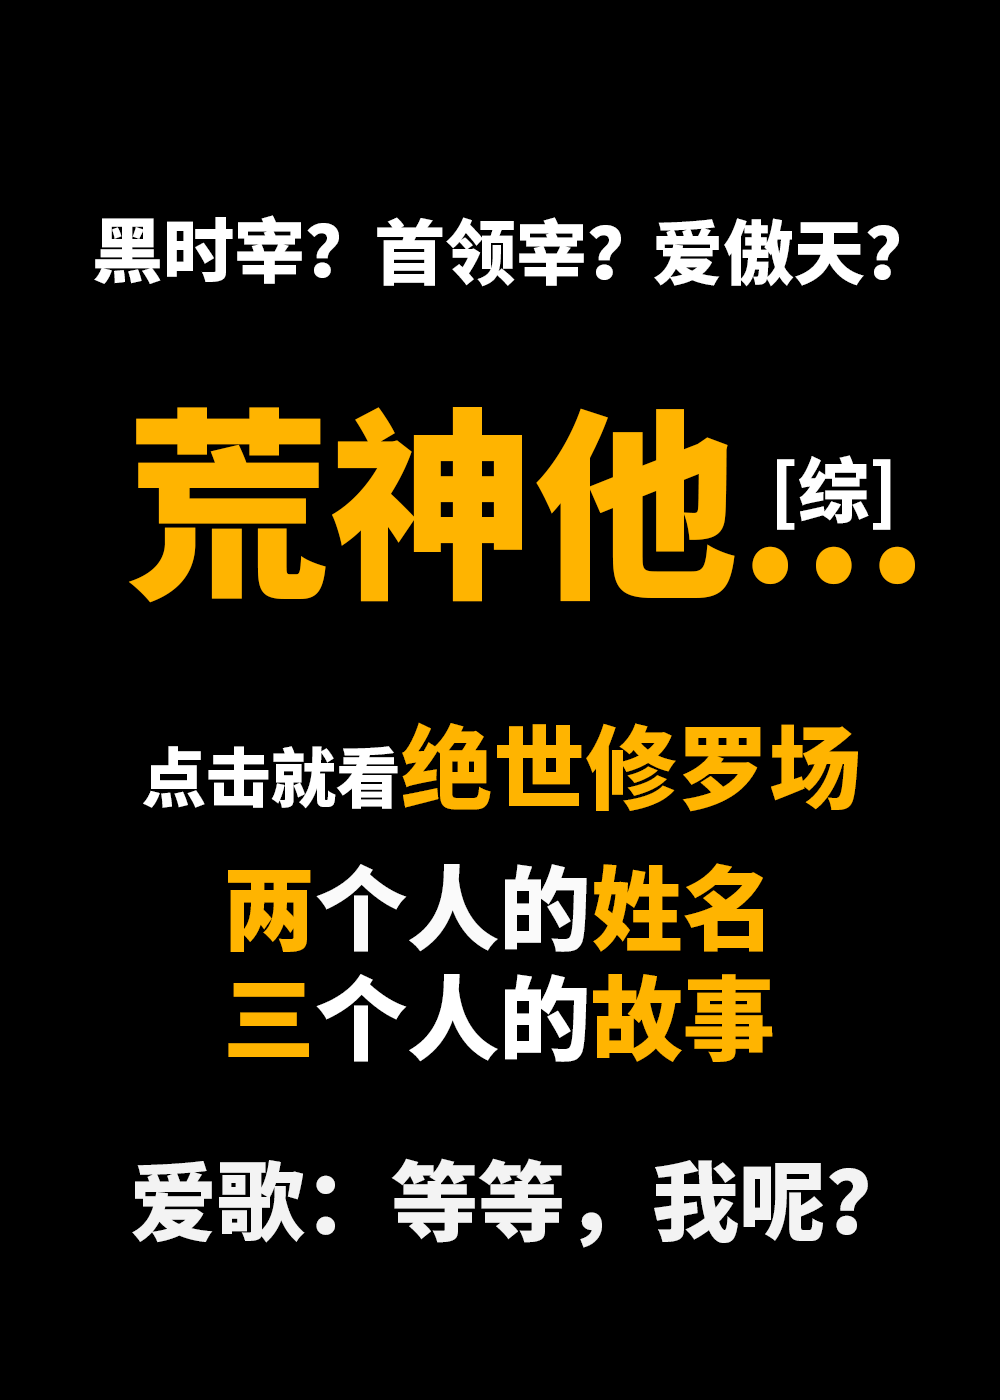 黑时宰？首领宰？爱傲天？
荒神他...
[综]
点击就看绝世修罗场
两个人的姓名
三个人的故事
爱歌：等等，我呢？